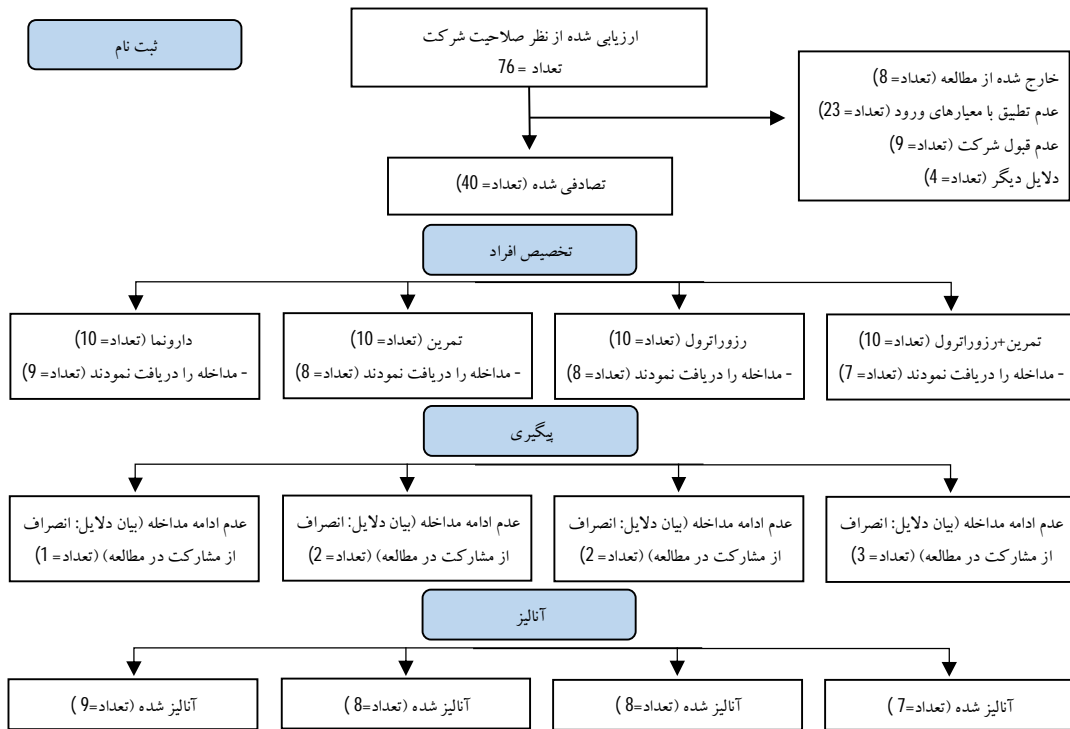 ثبت نام
ارزیابی شده از نظر صلاحیت شرکت
تعداد = 76
خارج شده از مطالعه (تعداد= 8)
عدم تطبیق با معیارهای ورود (تعداد= 23)
عدم قبول شرکت (تعداد= 9)
دلایل دیگر (تعداد= 4)
تصادفی شده (تعداد= 40)
تخصیص افراد
تمرین+رزوراترول (تعداد= 10)
- مداخله را دریافت نمودند (تعداد= 7)
رزوراترول (تعداد= 10)
- مداخله را دریافت نمودند (تعداد= 8)
تمرین (تعداد= 10)
- مداخله را دریافت نمودند (تعداد= 8)
دارونما (تعداد= 10)
- مداخله را دریافت نمودند (تعداد= 9)
پیگیری
عدم ادامه مداخله (بیان دلایل: انصراف
از مشارکت در مطالعه) (تعداد= 3)
عدم ادامه مداخله (بیان دلایل: انصراف
از مشارکت در مطالعه) (تعداد= 2)
عدم ادامه مداخله (بیان دلایل: انصراف
از مشارکت در مطالعه) (تعداد= 2)
عدم ادامه مداخله (بیان دلایل: انصراف
از مشارکت در مطالعه) (تعداد= 1)
آنالیز
آنالیز شده (تعداد=7 )
آنالیز شده (تعداد=8 )
آنالیز شده (تعداد=8 )
آنالیز شده (تعداد=9 )